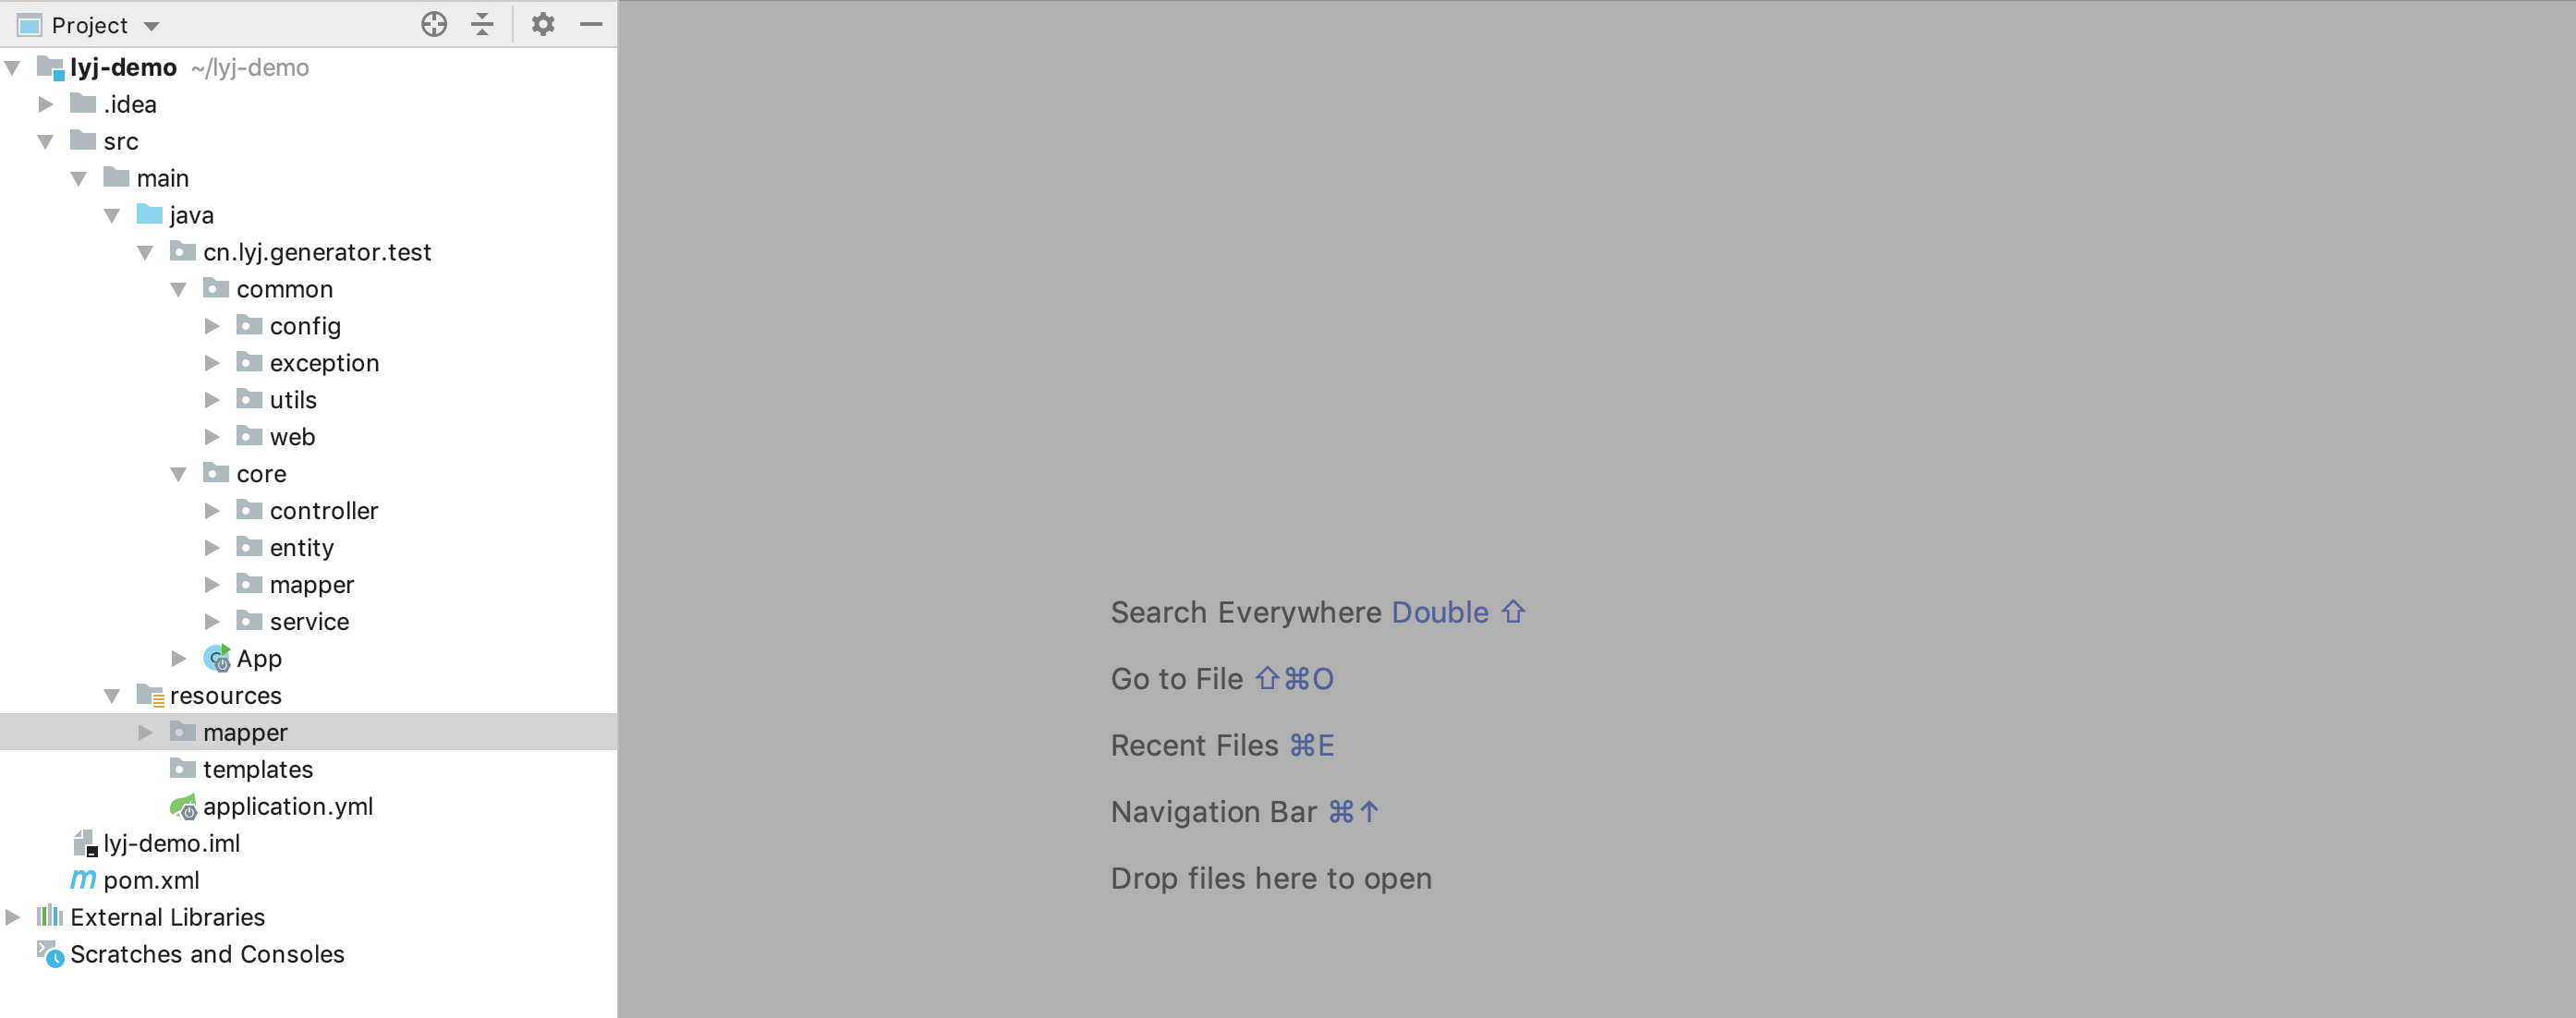 Project
lyj-demo ~/lyj-demo
.idea
src
main
java
cn.lyj.generator.test
common
config
exception
utils
web
core
controller
entity
mapper
service
App
resources
mapper
templates
application.yml
lyj-demo.iml
pom.xml
External Libraries
Scratches and Consoles
Search Everywhere Double ⇧
Go to File ⇧⌘O
Recent Files ⌘E
Navigation Bar ⌘↑
Drop files here to open